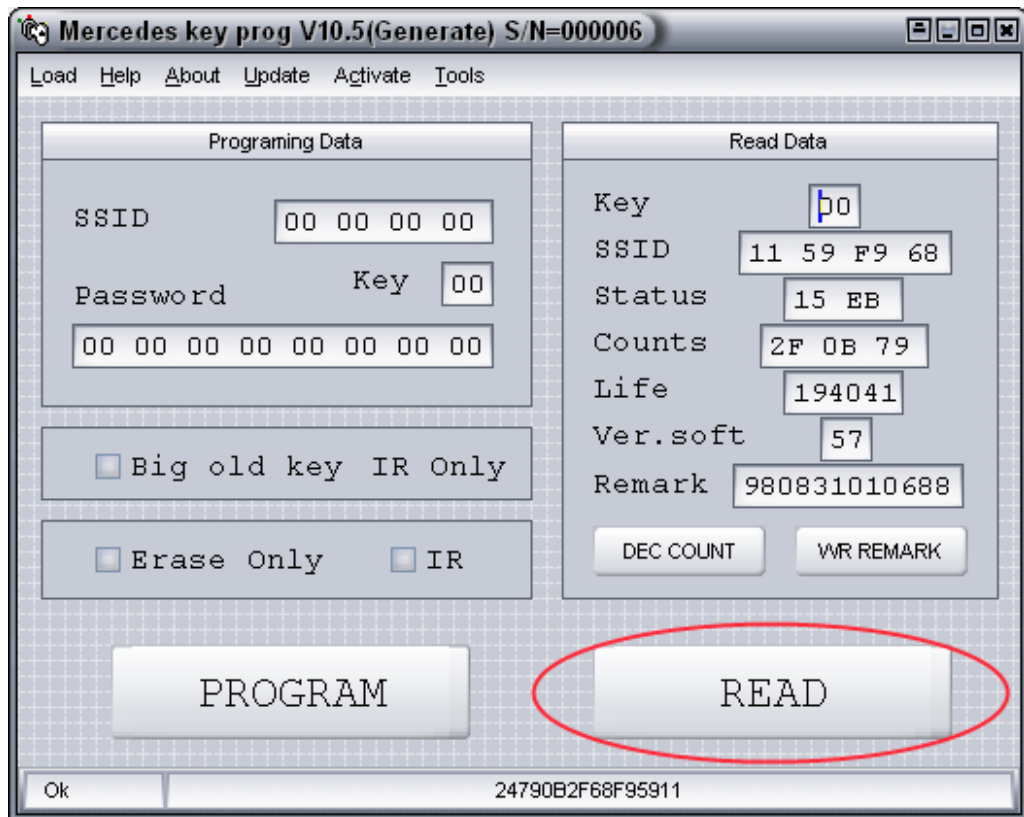 Mercedes key prog V10.5(Generate) S/N=000006
Load Help About Update Activate Tools
Programing Data
SSID 00 00 00 00
Key 00
Password
00 00 00 00 00 00 00 00
Big old key IR Only
Erase Only IR
PROGRAM
Read Data
Key 00
SSID 11 59 F9 68
Status 15 EB
Counts 2F 0B 79
Life 194041
Ver.soft 57
Remark 980831010688
DEC COUNT WR REMARK
READ
Ok 24790B2F68F95911